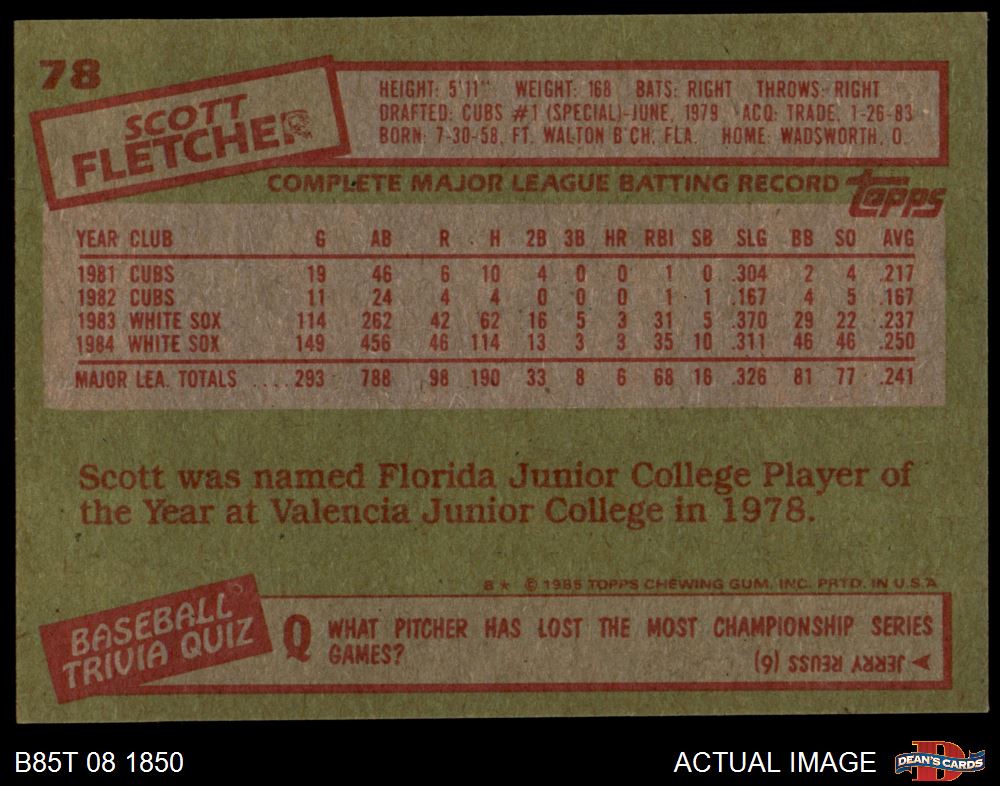 78
SCOTT
FLETCHER
HEIGHT: 5'11" WEIGHT: 168 BATS: RIGHT THROWS: RIGHT
DRAFTED: CUBS #1 (SPECIAL)-JUNE, 1979 ACQ: TRADE, 1-26-83
BORN: 7-30-58, FT. WALTON B'CH, FLA. HOME: WADSWORTH, O.
COMPLETE MAJOR LEAGUE BATTING RECORD topps
YEAR CLUB G AB R H 2B 3B HR RBI SB SLG BB SO AVG
1981 CUBS 19 46 6 10 4 0 0 1 0 .304 2 4 .217
1982 CUBS 11 24 4 4 0 0 0 1 1 .167 4 5 .167
1983 WHITE SOX 114 262 42 62 16 5 3 31 5 .370 29 22 .237
1984 WHITE SOX 149 456 46 114 13 3 3 35 10 .311 46 46 .250
MAJOR LEA. TOTALS ....293 788 98 190 33 8 6 68 16 .326 81 77 .241
Scott was named Florida Junior College Player of
the Year at Valencia Junior College in 1978.
B* © 1985 TOPPS CHEWING GUM, INC. PRTD. IN U.S.A.
BASEBALL
TRIVIA QUIZ
Q WHAT PITCHER HAS LOST THE MOST CHAMPIONSHIP SERIES
GAMES?
JERRY REUSS (6)
B85T 08 1850
ACTUAL IMAGE
D
DEAN'S CARDS